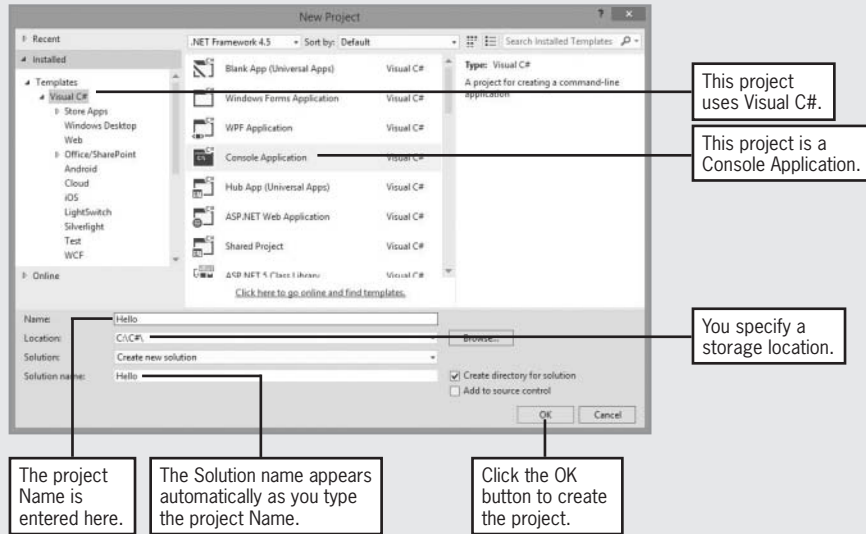 New Project
? ×
Recent
.NET Framework 4.5 Sort by: Default
Search Installed Templates
Installed
Templates
Visual C#
Store Apps
Windows Desktop
Web
Office/SharePoint
Android
Cloud
iOS
LightSwitch
Silverlight
Test
WCF
Online
Blank App (Universal Apps) Visual C#
Windows Forms Application Visual C#
WPF Application Visual C#
Console Application Visual C#
Hub App (Universal Apps) Visual C#
ASP.NET Web Application Visual C#
Shared Project Visual C#
ASP.NET 5 Class Library Visual C#
Click here to go online and find templates.
Type: Visual C#
A project for creating a command-line
application
Name: Hello
Location: C:\C#\
Browse...
Solution: Create new solution
Solution name: Hello
Create directory for solution
Add to source control
OK Cancel
This project
uses Visual C#.
This project is a
Console Application.
You specify a
storage location.
The project
Name is
entered here.
The Solution name appears
automatically as you type
the project Name.
Click the OK
button to create
the project.